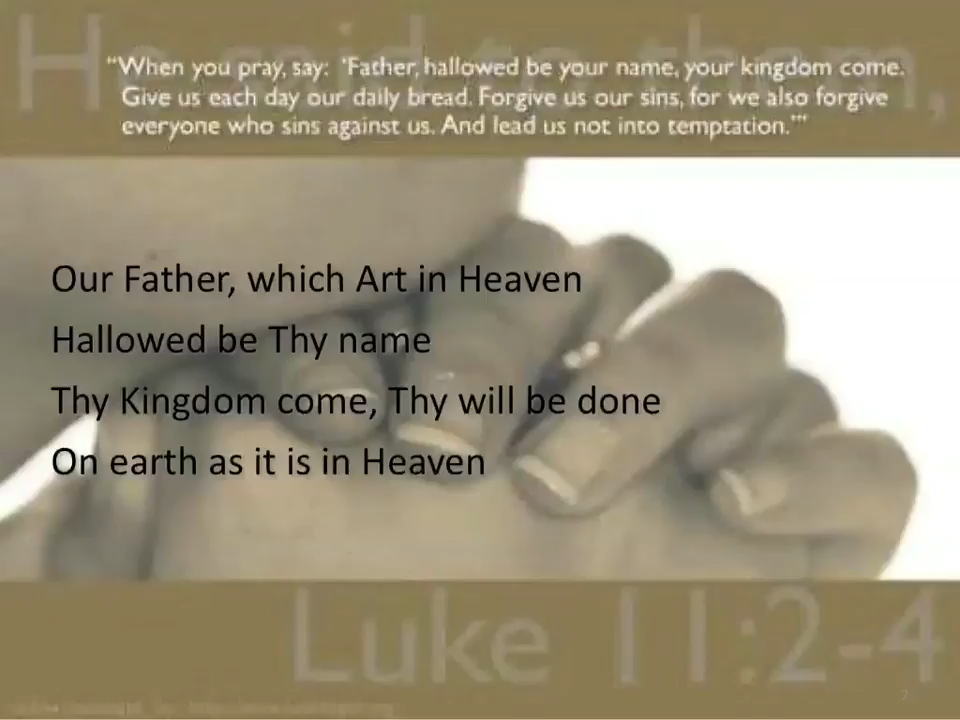 He said to them,
“When you pray, say: ‘Father, hallowed be your name, your kingdom come.
Give us each day our daily bread. Forgive us our sins, for we also forgive
everyone who sins against us. And lead us not into temptation.’”
Our Father, which Art in Heaven
Hallowed be Thy name
Thy Kingdom come, Thy will be done
On earth as it is in Heaven
Luke 11:2-4
2